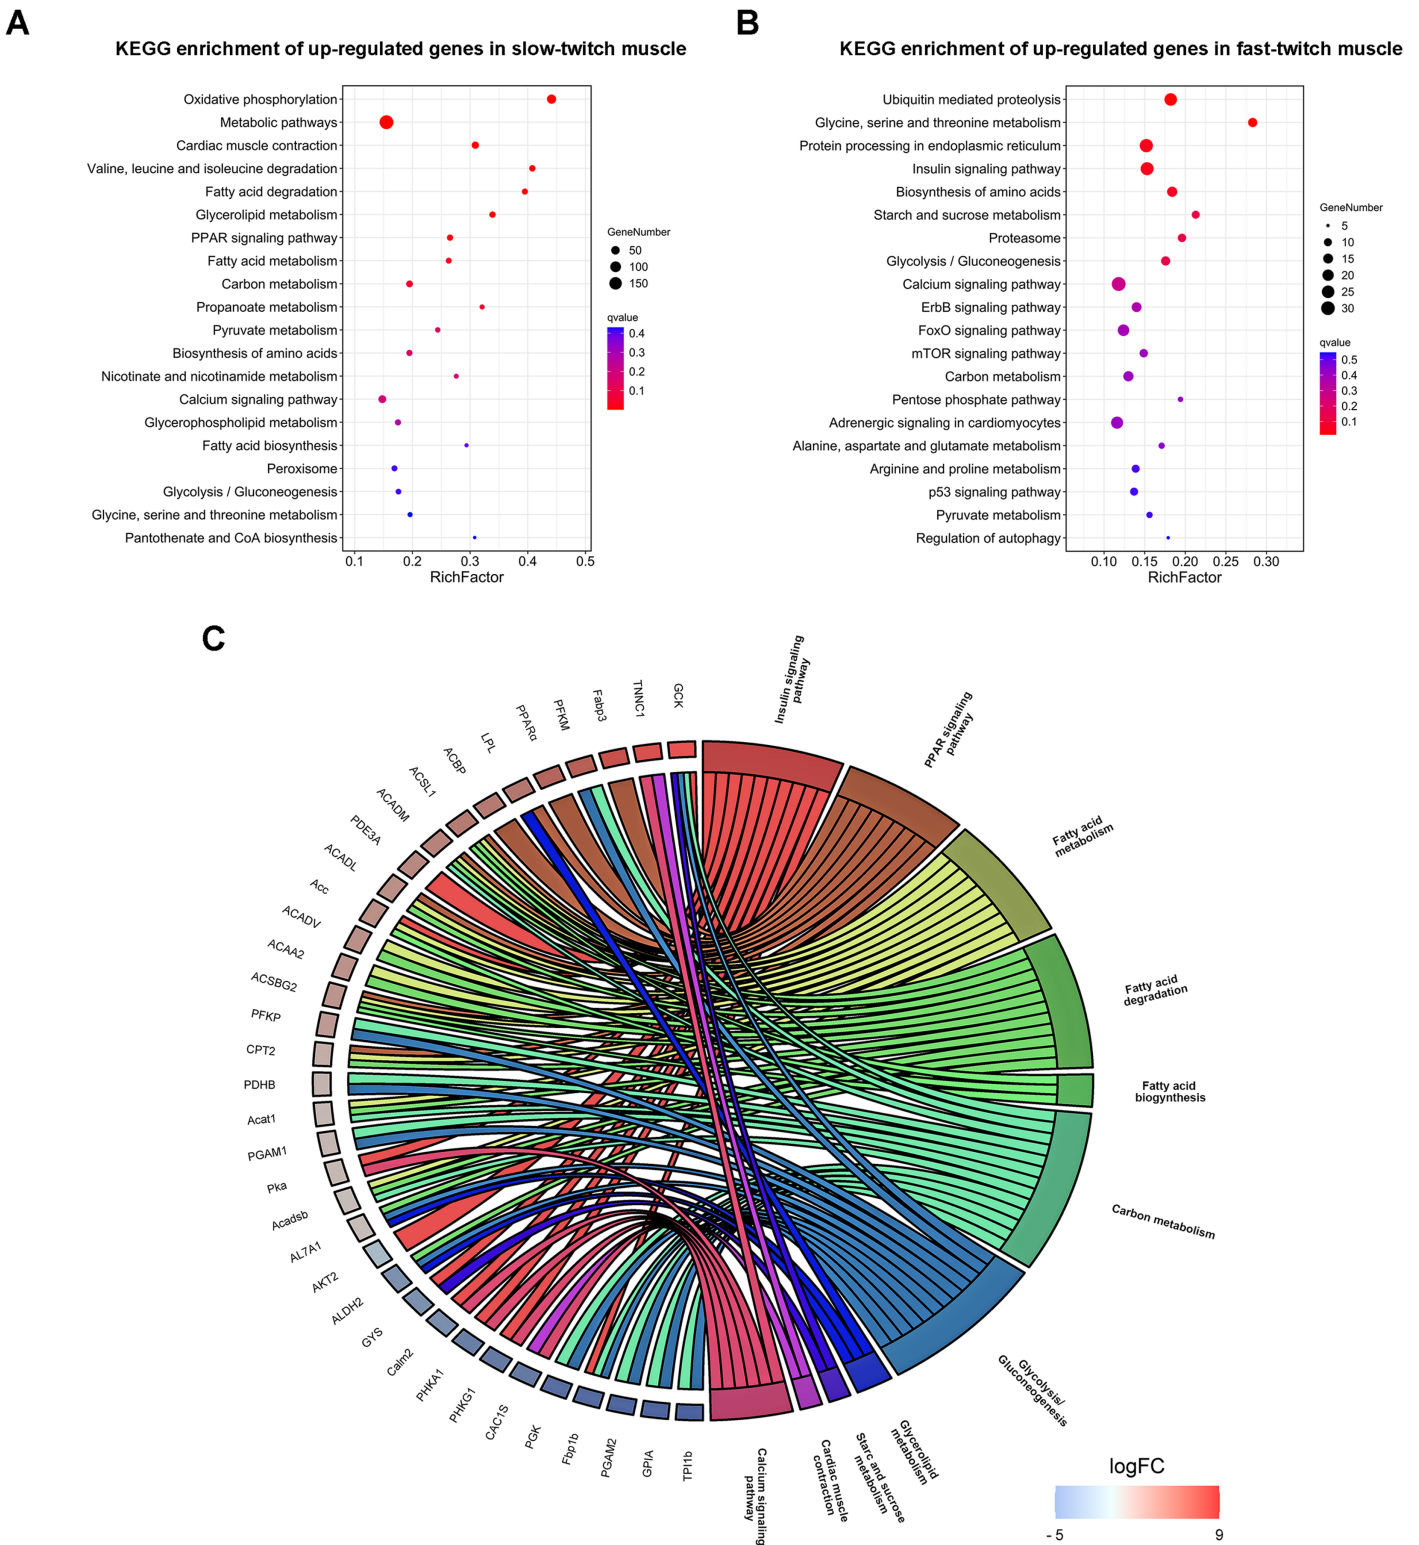 A
KEGG enrichment of up-regulated genes in slow-twitch muscle
Oxidative phosphorylation
Metabolic pathways
Cardiac muscle contraction
Valine, leucine and isoleucine degradation
Fatty acid degradation
Glycerolipid metabolism
PPAR signaling pathway
Fatty acid metabolism
Carbon metabolism
Propanoate metabolism
Pyruvate metabolism
Biosynthesis of amino acids
Nicotinate and nicotinamide metabolism
Calcium signaling pathway
Glycerophospholipid metabolism
Fatty acid biosynthesis
Peroxisome
Glycolysis / Gluconeogenesis
Glycine, serine and threonine metabolism
Pantothenate and CoA biosynthesis
0.1 0.2 0.3 0.4 0.5
RichFactor
GeneNumber
50
100
150
qvalue
0.4
0.3
0.2
0.1
B
KEGG enrichment of up-regulated genes in fast-twitch muscle
Ubiquitin mediated proteolysis
Glycine, serine and threonine metabolism
Protein processing in endoplasmic reticulum
Insulin signaling pathway
Biosynthesis of amino acids
Starch and sucrose metabolism
Proteasome
Glycolysis / Gluconeogenesis
Calcium signaling pathway
ErbB signaling pathway
FoxO signaling pathway
mTOR signaling pathway
Carbon metabolism
Pentose phosphate pathway
Adrenergic signaling in cardiomyocytes
Alanine, aspartate and glutamate metabolism
Arginine and proline metabolism
p53 signaling pathway
Pyruvate metabolism
Regulation of autophagy
0.10 0.15 0.20 0.25 0.30
RichFactor
GeneNumber
5
10
15
20
25
30
qvalue
0.5
0.4
0.3
0.2
0.1
C
GCK
TNNC1
Fabp3
PFKM
PPARα
LPL
ACBP
ACSL1
ACADM
PDE3A
ACADL
Acc
ACADV
ACAA2
ACSBG2
PFKP
CPT2
PDHB
Acat1
PGAM1
Pka
Acadsb
AL7A1
AKT2
ALDH2
GYS
Calm2
PHKA1
PHKG1
CAC1S
PGK
Fbp1b
PGAM2
GPIA
TPI1b
Insulin signaling
pathway
PPAR signaling
pathway
Fatty acid
metabolism
Fatty acid
degradation
Fatty acid
biogynthesis
Carbon metabolism
Glycolysis/
Gluconeogenesis
Glycerolipid
metabolism
Starc and sucrose
metabolism
Cardiac muscle
contraction
Calcium signaling
pathway
logFC
- 5 9